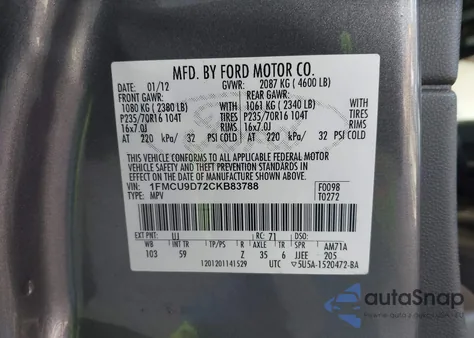 MFD. BY FORD MOTOR CO.
DATE: 01/12 GVWR: 2087 KG ( 4600 LB)
FRONT GAWR: REAR GAWR:
1080 KG ( 2380 LB) 1061 KG ( 2340 LB)
P235/70R16 104T TIRES P235/70R16 104T TIRES
16x7.0J RIMS 16x7.0J RIMS
AT 220 kPa/ 32 PSI COLD AT 220 kPa/ 32 PSI COLD
THIS VEHICLE CONFORMS TO ALL APPLICABLE FEDERAL MOTOR
VEHICLE SAFETY AND THEFT PREVENTION STANDARDS IN EFFECT ON
THE DATE OF MANUFACTURE SHOWN ABOVE.
VIN: 1FMCU9D72CKB83788 F0098
TYPE: MPV T0272
EXT PNT: UJ RC: 71 DSO:
WB INT TR TP/PS R AXLE TR SPR AM71A
103 59 Z 35 6 JJEE 205
1201201141529 UTC 5U5A-1520472-BA
autoSnap